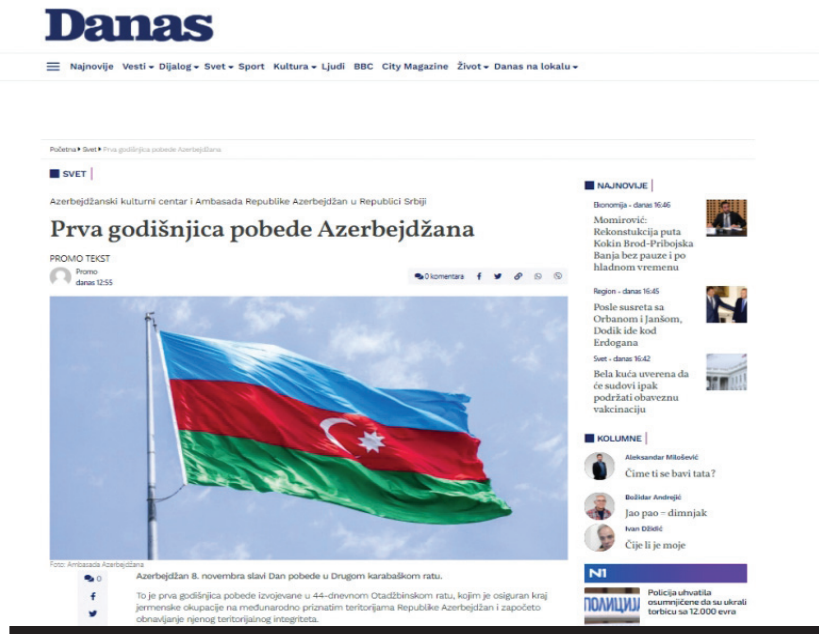 Danas
Najnovije Vesti Dijalog Svet Sport Kultura Ljudi BBC City Magazine Život Danas na lokalu
Početna Svet Prva godišnjica pobede Azerbejdžana
SVET
Azerbejdžanski kulturni centar i Ambasada Republike Azerbejdžan u Republici Srbiji
Prva godišnjica pobede Azerbejdžana
PROMO TEKST
Promo
danas 12:55
0 komentara
Foto: Ambasada Azerbejdžana
0
Azerbejdžan 8. novembra slavi Dan pobede u Drugom karabaškom ratu.
To je prva godišnjica pobede izvojevane u 44-dnevnom Otadžbinskom ratu, kojim je osiguran kraj
jermenske okupacije na međunarodno priznatim teritorijama Republike Azerbejdžan i započeto
obnavljanje njenog teritorijalnog integriteta.
NAJNOVIJE
Ekonomija - danas 16:46
Momirović:
Rekonstukcija puta
Kokin Brod-Pribojska
Banja bez pauze i po
hladnom vremenu
Region - danas 16:45
Posle susreta sa
Orbanom i Janšom,
Dodik ide kod
Erdogana
Svet - danas 16:42
Bela kuća uverena da
će sudovi ipak
podržati obaveznu
vakcinaciju
KOLUMNE
Aleksandar Milošević
Čime ti se bavi tata?
Božidar Andrejić
Jao pao = dimnjak
Ivan Džidić
Čije li je moje
N1
ПОЛИЦИЈ
Policija uhvatila
osumnjičene da su ukrali
torbicu sa 12.000 evra